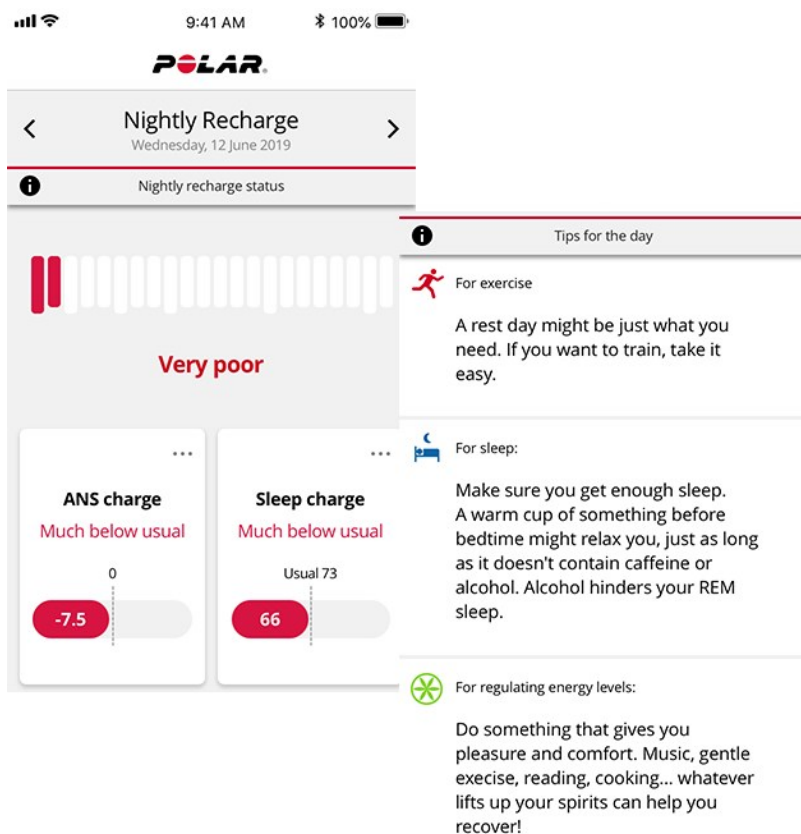 9:41 AM
100%
POLAR
Nightly Recharge
Wednesday, 12 June 2019
Nightly recharge status
Very poor
ANS charge
Much below usual
0
-7.5
Sleep charge
Much below usual
Usual 73
66
Tips for the day
For exercise
A rest day might be just what you
need. If you want to train, take it
easy.
For sleep:
Make sure you get enough sleep.
A warm cup of something before
bedtime might relax you, just as long
as it doesn't contain caffeine or
alcohol. Alcohol hinders your REM
sleep.
For regulating energy levels:
Do something that gives you
pleasure and comfort. Music, gentle
execise, reading, cooking... whatever
lifts up your spirits can help you
recover!